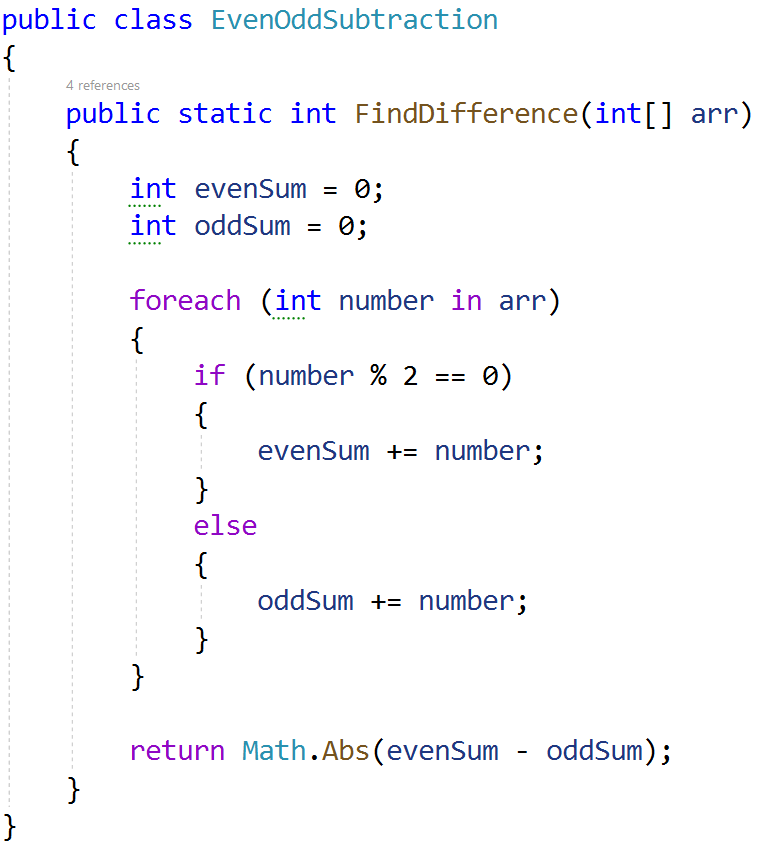 public class EvenOddSubtraction
{
4 references
public static int FindDifference(int[] arr)
{
int evenSum = 0;
int oddSum = 0;
foreach (int number in arr)
{
if (number % 2 == 0)
{
evenSum += number;
}
else
{
oddSum += number;
}
}
return Math.Abs(evenSum - oddSum);
}
}